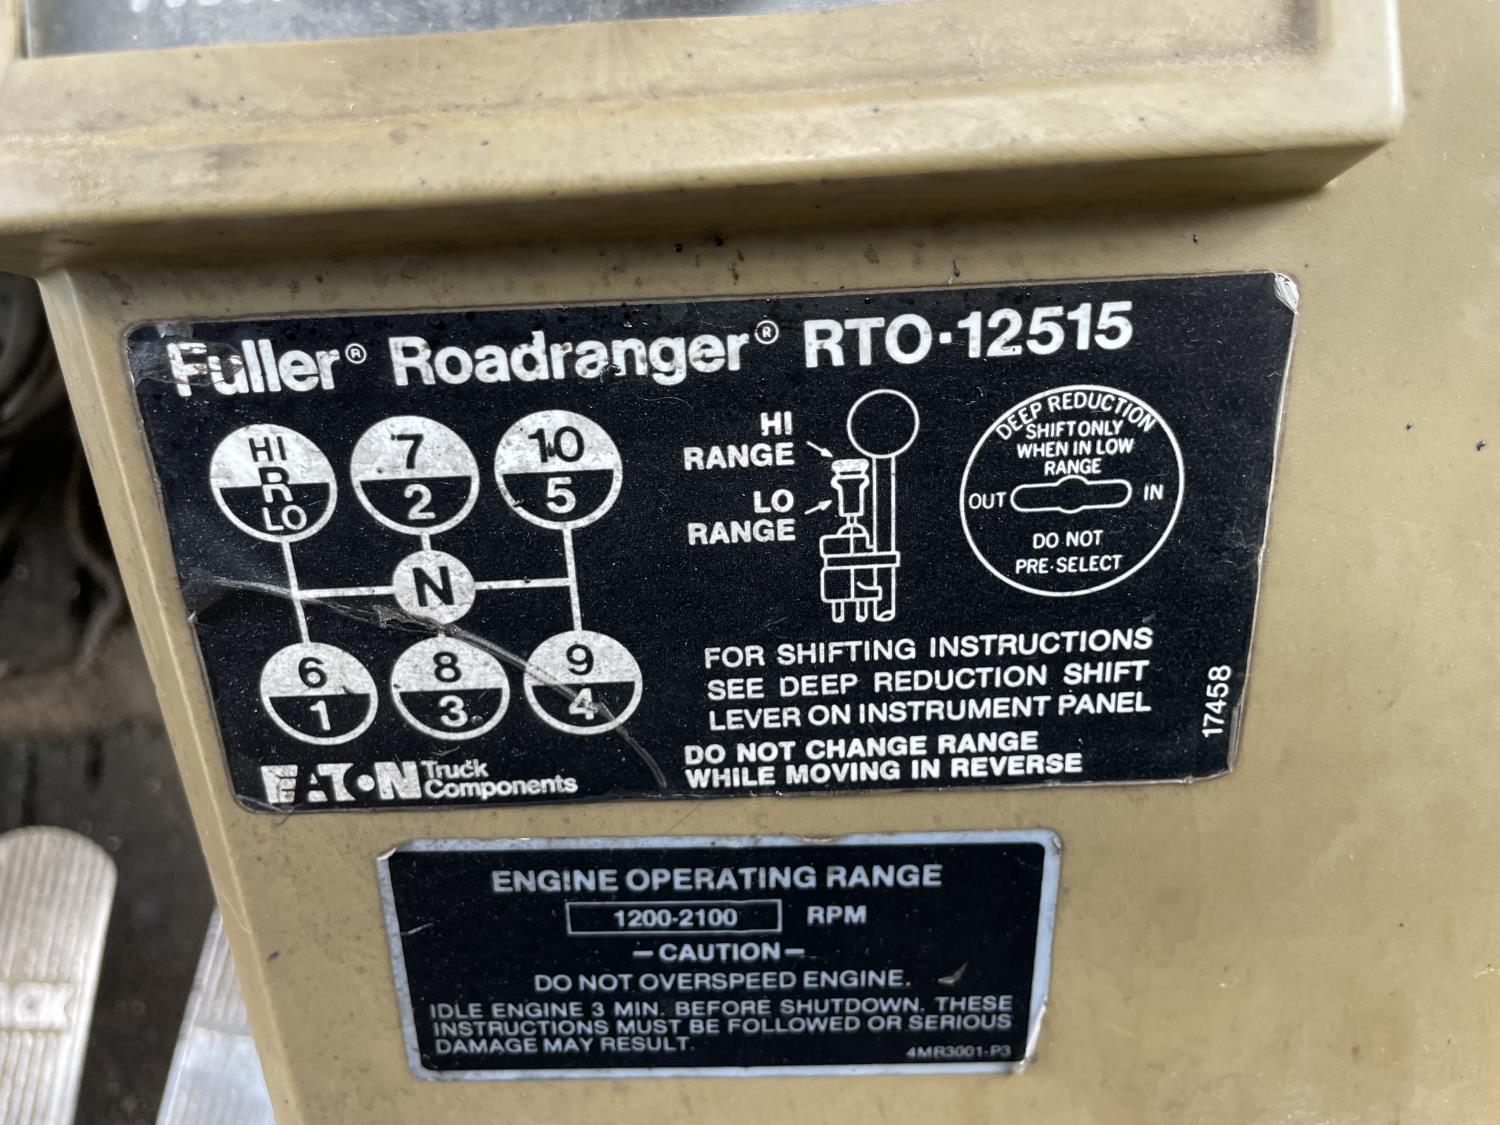 Fuller® Roadranger® RTO-12515
HI
R
LO
7
2
10
5
N
6
1
8
3
9
4
HI
RANGE
LO
RANGE
DEEP REDUCTION
SHIFT ONLY
WHEN IN LOW
RANGE
OUT
IN
DO NOT
PRE-SELECT
FOR SHIFTING INSTRUCTIONS
SEE DEEP REDUCTION SHIFT
LEVER ON INSTRUMENT PANEL
DO NOT CHANGE RANGE
WHILE MOVING IN REVERSE
17458
EAT•N Truck
Components
ENGINE OPERATING RANGE
1200-2100 RPM
—CAUTION—
DO NOT OVERSPEED ENGINE.
IDLE ENGINE 3 MIN. BEFORE SHUTDOWN. THESE
INSTRUCTIONS MUST BE FOLLOWED OR SERIOUS
DAMAGE MAY RESULT.
4MR3001-P3